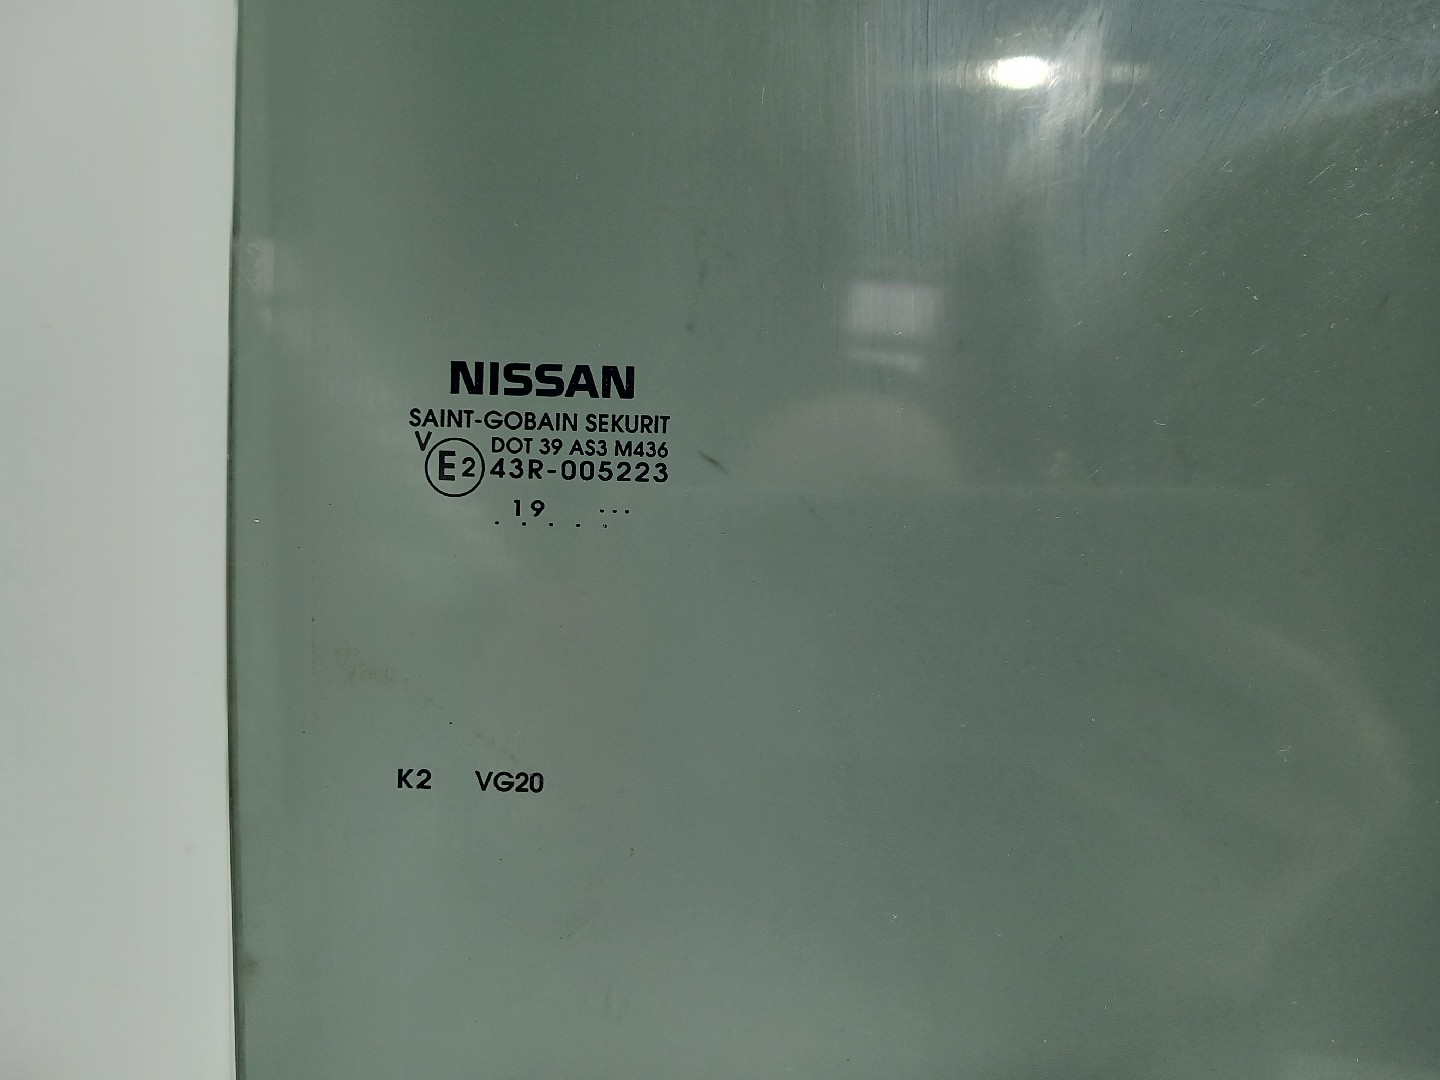 NISSAN
SAINT-GOBAIN SEKURIT
V DOT 39 AS3 M436
E2 43R-005223
19 ...
. . . . .
K2 VG20